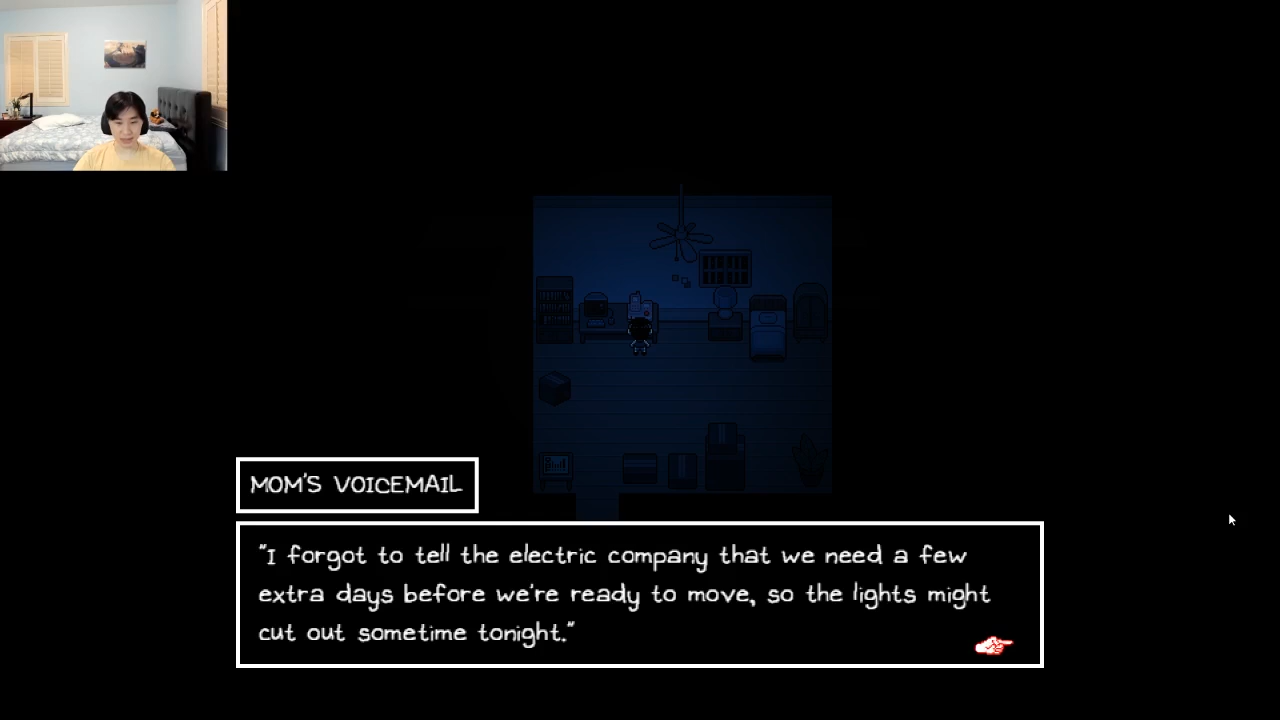 MOM'S VOICEMAIL
"I forgot to tell the electric company that we need a few
extra days before we're ready to move, so the lights might
cut out sometime tonight."